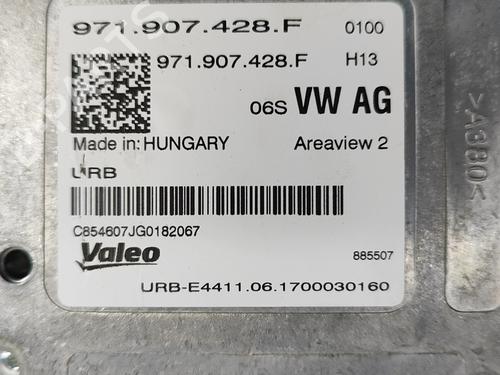 971.907.428.F 0100
971.907.428.F H13
06S VW AG
Made in: HUNGARY Areaview 2
URB
C854607JG0182067
Valeo 885507
URB-E4411.06.1700030160
>A380<